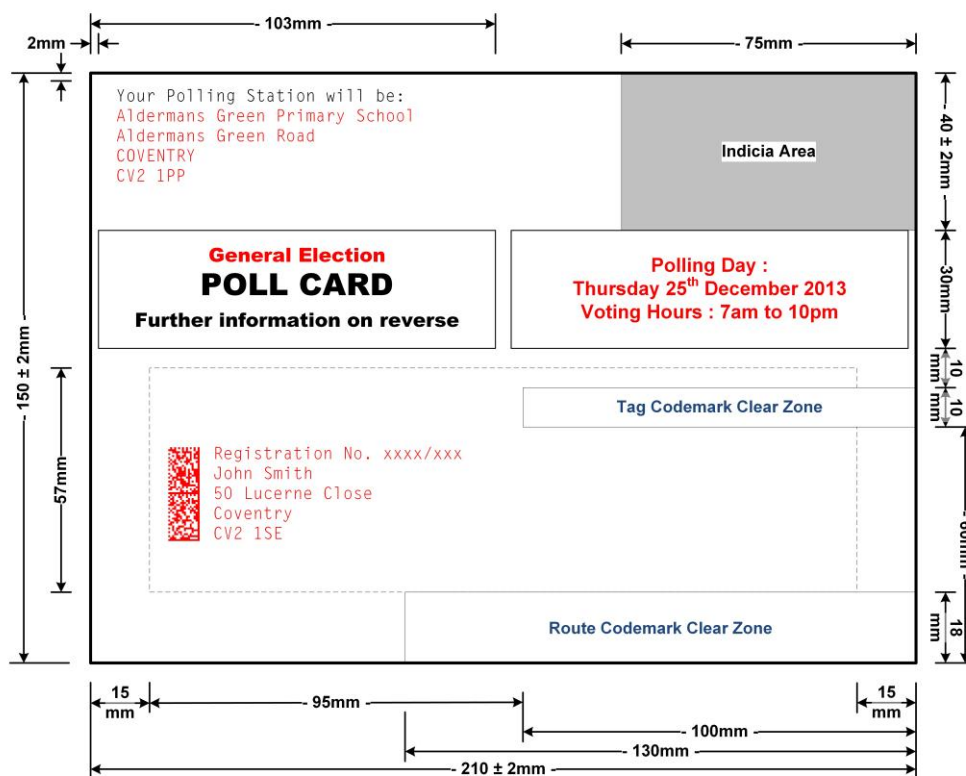 - 103mm -
2mm
- 75mm -
Your Polling Station will be:
Aldermans Green Primary School
Aldermans Green Road
COVENTRY
CV2 1PP
Indicia Area
- 40 ± 2mm -
General Election
POLL CARD
Further information on reverse
Polling Day :
Thursday 25th December 2013
Voting Hours : 7am to 10pm
- 30mm -
- 150 ± 2mm -
10
mm
10
mm
Tag Codemark Clear Zone
- 57mm -
Registration No. xxxx/xxx
John Smith
50 Lucerne Close
Coventry
CV2 1SE
Route Codemark Clear Zone
18
mm
15
mm
- 95mm -
15
mm
- 100mm -
- 130mm -
- 210 ± 2mm -